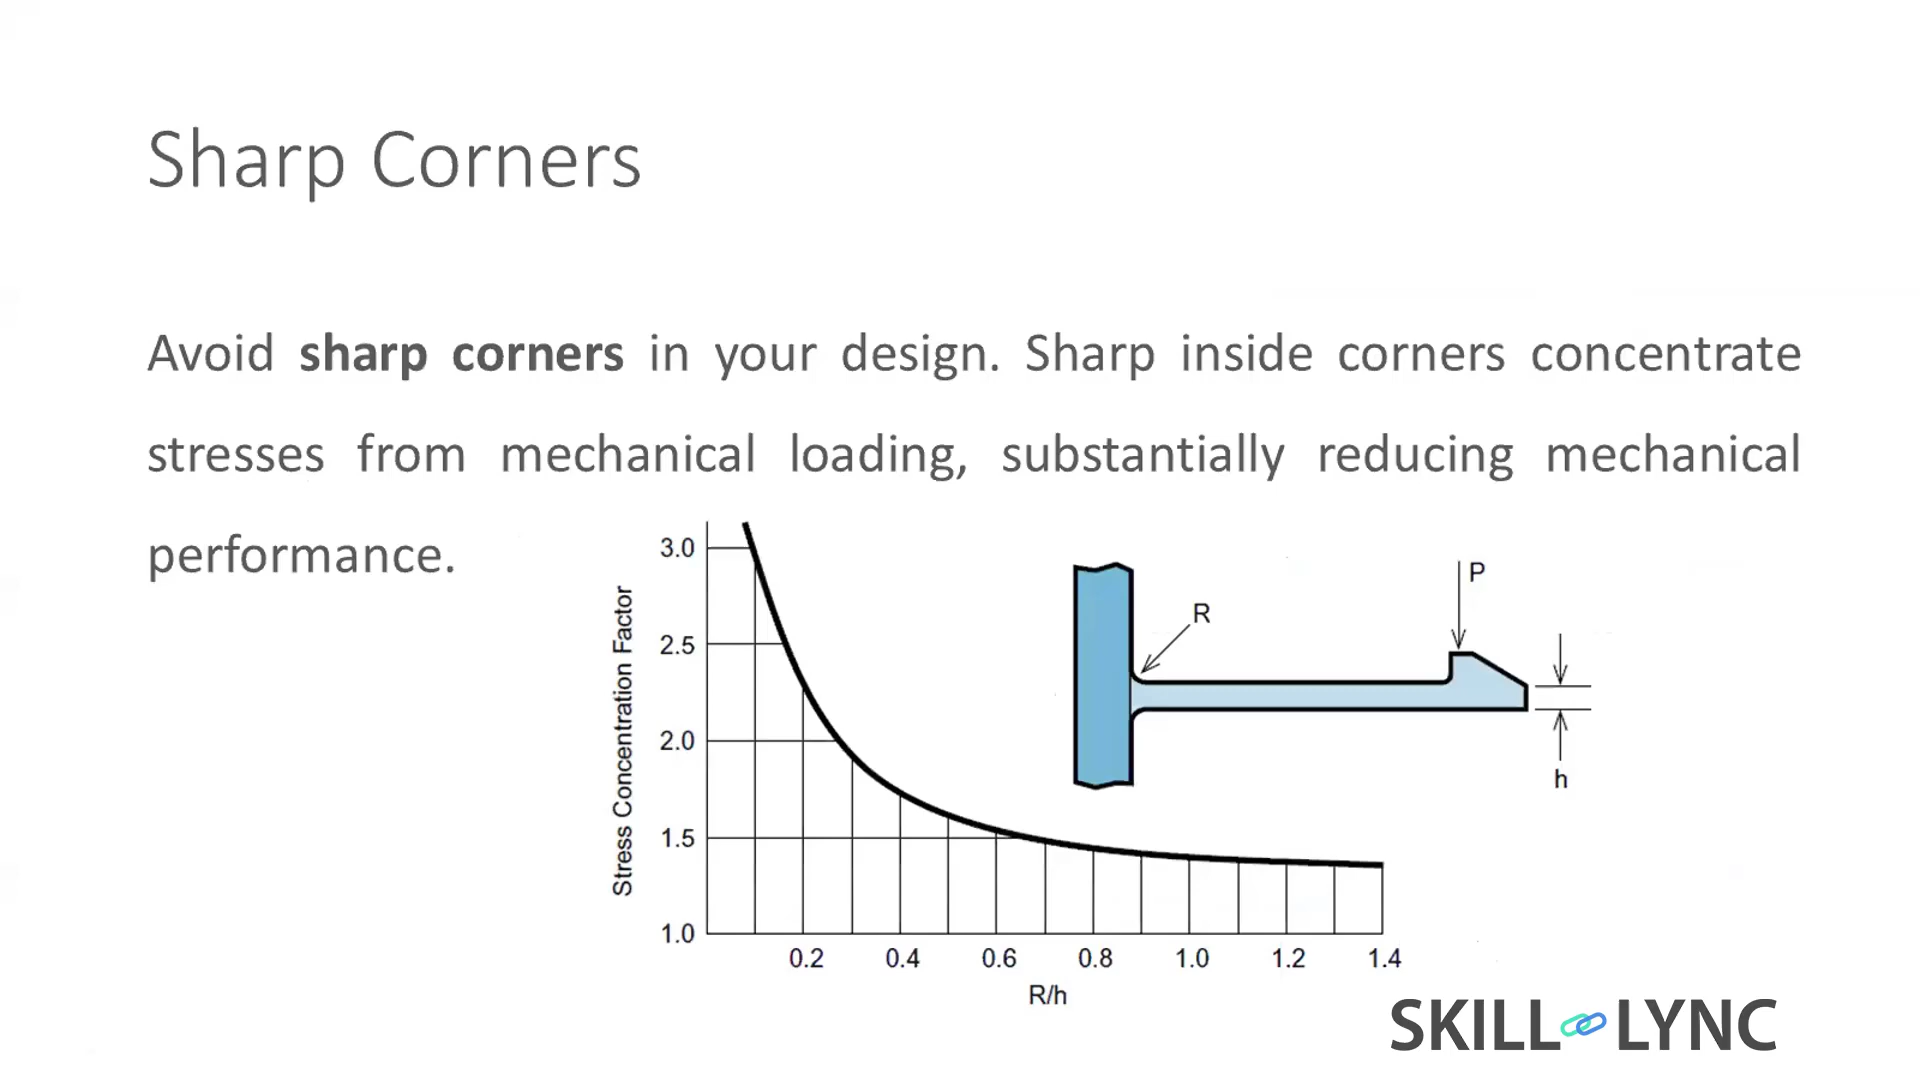 Sharp Corners
Avoid sharp corners in your design. Sharp inside corners concentrate
stresses from mechanical loading, substantially reducing mechanical
performance.
Stress Concentration Factor
3.0
2.5
2.0
1.5
1.0
0.2 0.4 0.6 0.8 1.0 1.2 1.4
R/h
R
P
h
SKILL LYNC